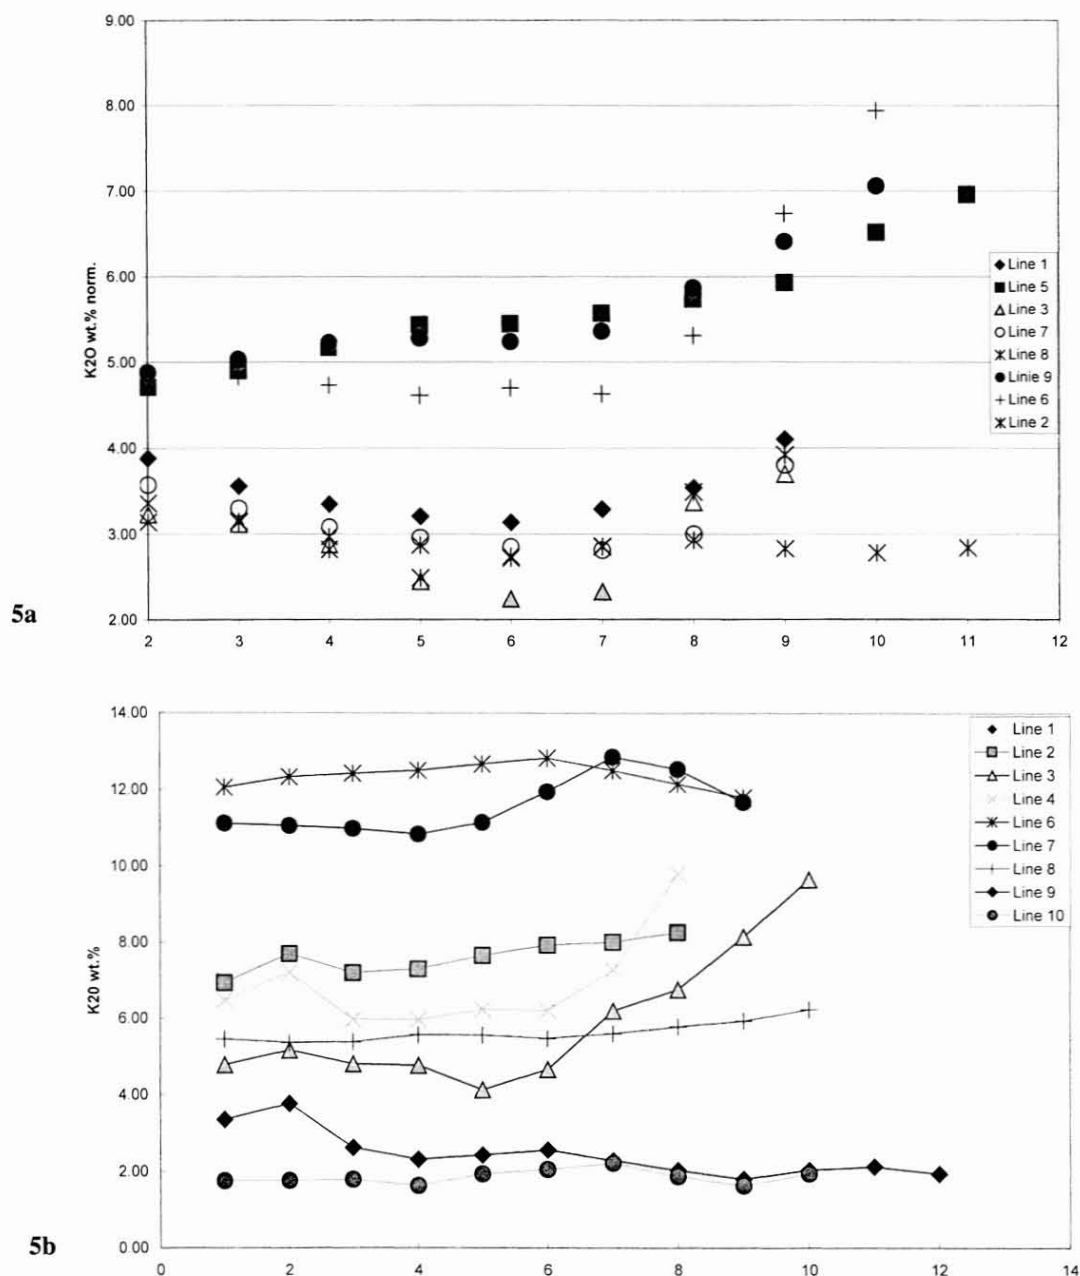 9.00
8.00
7.00
6.00
5.00
4.00
3.00
2.00
K2O wt.% norm.
2 3 4 5 6 7 8 9 10 11 12
Line 1
Line 5
Line 3
Line 7
Line 8
Linie 9
Line 6
Line 2
5a
14.00
12.00
10.00
8.00
6.00
4.00
2.00
0.00
K20 wt.%
0 2 4 6 8 10 12 14
Line 1
Line 2
Line 3
Line 4
Line 6
Line 7
Line 8
Line 9
Line 10
5b